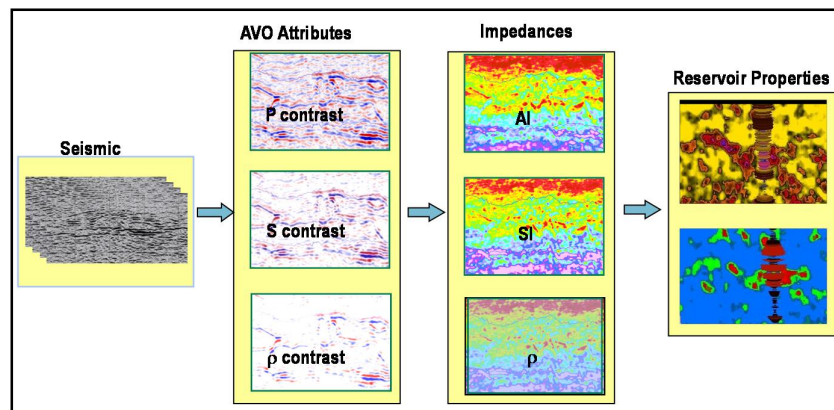 Seismic
AVO Attributes
P contrast
S contrast
ρ contrast
Impedances
AI
SI
ρ
Reservoir Properties